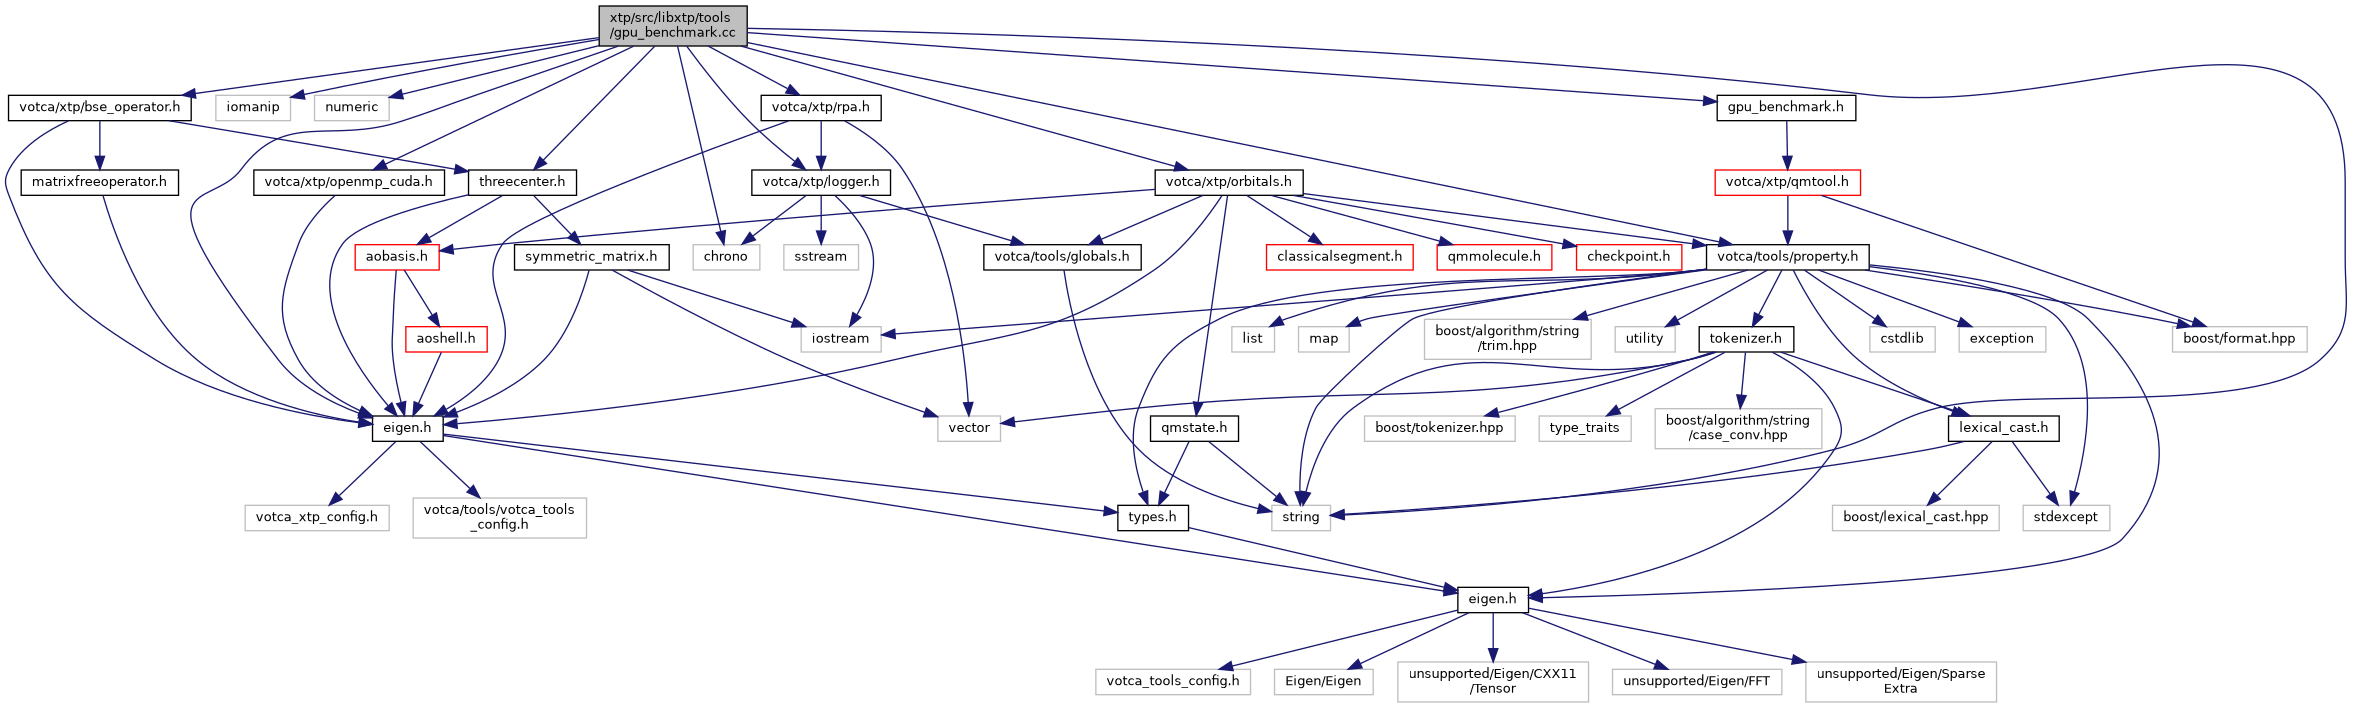 xtp/src/libxtp/tools
/gpu_benchmark.cc
votca/xtp/bse_operator.h
iomanip
numeric
votca/xtp/rpa.h
gpu_benchmark.h
matrixfreeoperator.h
votca/xtp/openmp_cuda.h
threecenter.h
votca/xtp/logger.h
votca/xtp/orbitals.h
votca/xtp/qmtool.h
aobasis.h
symmetric_matrix.h
chrono
sstream
votca/tools/globals.h
classicalsegment.h
qmmolecule.h
checkpoint.h
votca/tools/property.h
aoshell.h
iostream
list
map
boost/algorithm/string
/trim.hpp
utility
tokenizer.h
cstdlib
exception
boost/format.hpp
eigen.h
vector
qmstate.h
boost/tokenizer.hpp
type_traits
boost/algorithm/string
/case_conv.hpp
lexical_cast.h
votca_xtp_config.h
votca/tools/votca_tools
_config.h
types.h
string
boost/lexical_cast.hpp
stdexcept
eigen.h
votca_tools_config.h
Eigen/Eigen
unsupported/Eigen/CXX11
/Tensor
unsupported/Eigen/FFT
unsupported/Eigen/Sparse
Extra